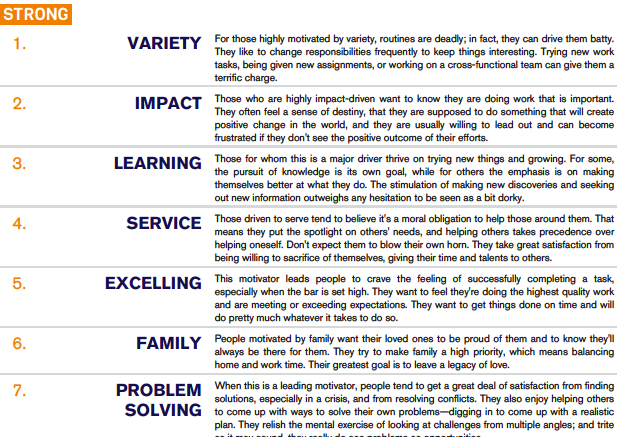 STRONG
1. VARIETY For those highly motivated by variety, routines are deadly; in fact, they can drive them batty.
They like to change responsibilities frequently to keep things interesting. Trying new work
tasks, being given new assignments, or working on a cross-functional team can give them a
terrific charge.
2. IMPACT Those who are highly impact-driven want to know they are doing work that is important.
They often feel a sense of destiny, that they are supposed to do something that will create
positive change in the world, and they are usually willing to lead out and can become
frustrated if they don't see the positive outcome of their efforts.
3. LEARNING Those for whom this is a major driver thrive on trying new things and growing. For some,
the pursuit of knowledge is its own goal, while for others the emphasis is on making
themselves better at what they do. The stimulation of making new discoveries and seeking
out new information outweighs any hesitation to be seen as a bit dorky.
4. SERVICE Those driven to serve tend to believe it's a moral obligation to help those around them. That
means they put the spotlight on others' needs, and helping others takes precedence over
helping oneself. Don't expect them to blow their own horn. They take great satisfaction from
being willing to sacrifice of themselves, giving their time and talents to others.
5. EXCELLING This motivator leads people to crave the feeling of successfully completing a task,
especially when the bar is set high. They want to feel they're doing the highest quality work
and are meeting or exceeding expectations. They want to get things done on time and will
do pretty much whatever it takes to do so.
6. FAMILY People motivated by family want their loved ones to be proud of them and to know they'll
always be there for them. They try to make family a high priority, which means balancing
home and work time. Their greatest goal is to leave a legacy of love.
7. PROBLEM SOLVING When this is a leading motivator, people tend to get a great deal of satisfaction from finding
solutions, especially in a crisis, and from resolving conflicts. They also enjoy helping others
to come up with ways to solve their own problems—digging in to come up with a realistic
plan. They relish the mental exercise of looking at challenges from multiple angles; and trite